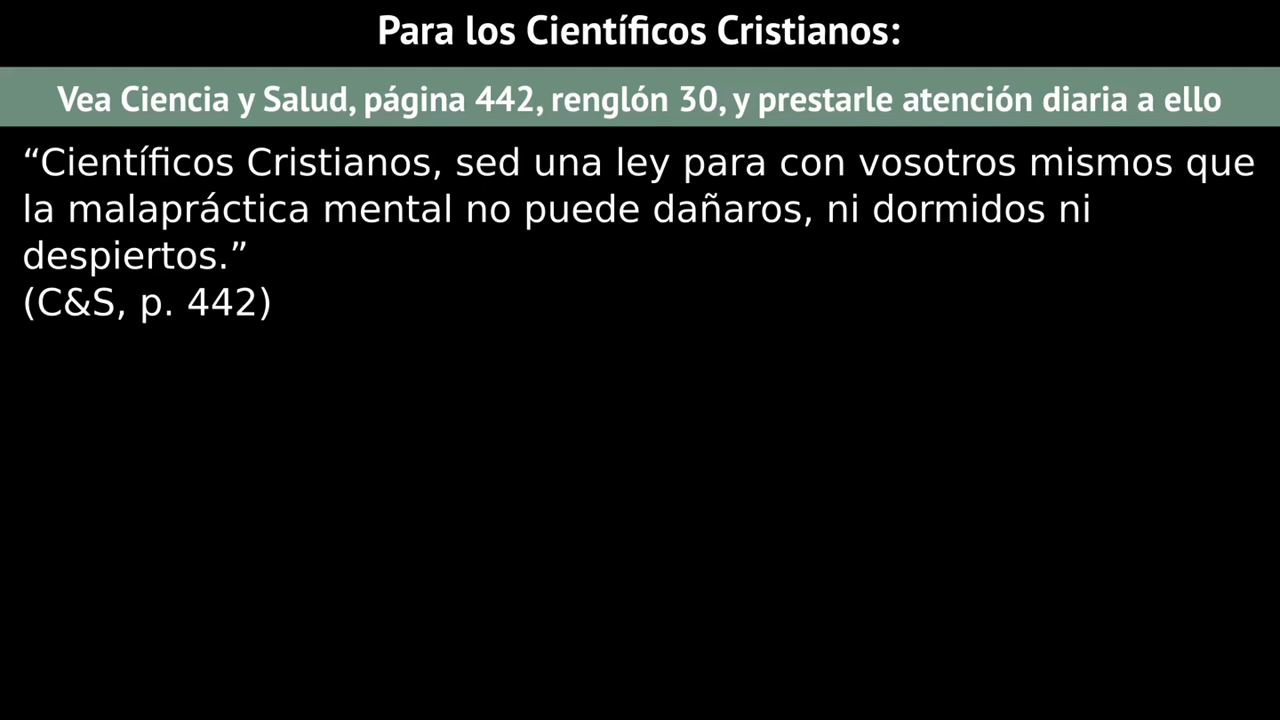 Para los Científicos Cristianos:
Vea Ciencia y Salud, página 442, renglón 30, y prestarle atención diaria a ello
“Científicos Cristianos, sed una ley para con vosotros mismos que
la malapráctica mental no puede dañaros, ni dormidos ni
despiertos.”
(C&S, p. 442)